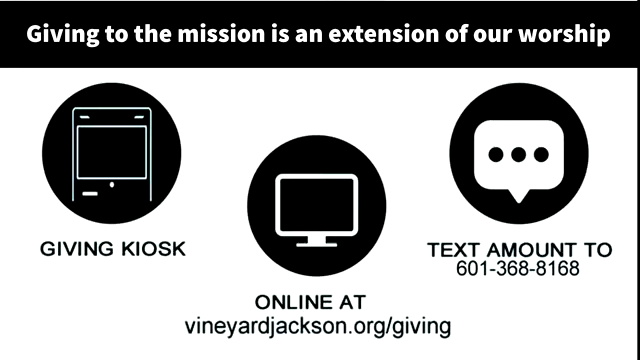 Giving to the mission is an extension of our worship
GIVING KIOSK
ONLINE AT
vineyardjackson.org/giving
TEXT AMOUNT TO
601-368-8168